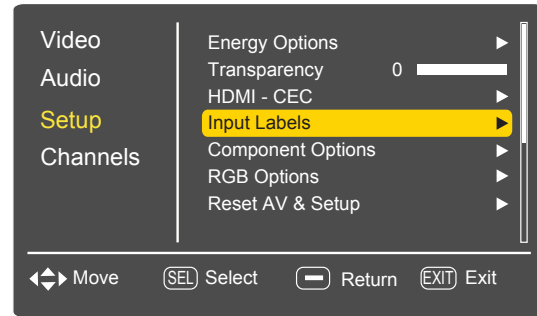 Video
Audio
Setup
Channels
Energy Options
Transparency 0
HDMI - CEC
Input Labels
Component Options
RGB Options
Reset AV & Setup
Move SEL Select Return EXIT Exit